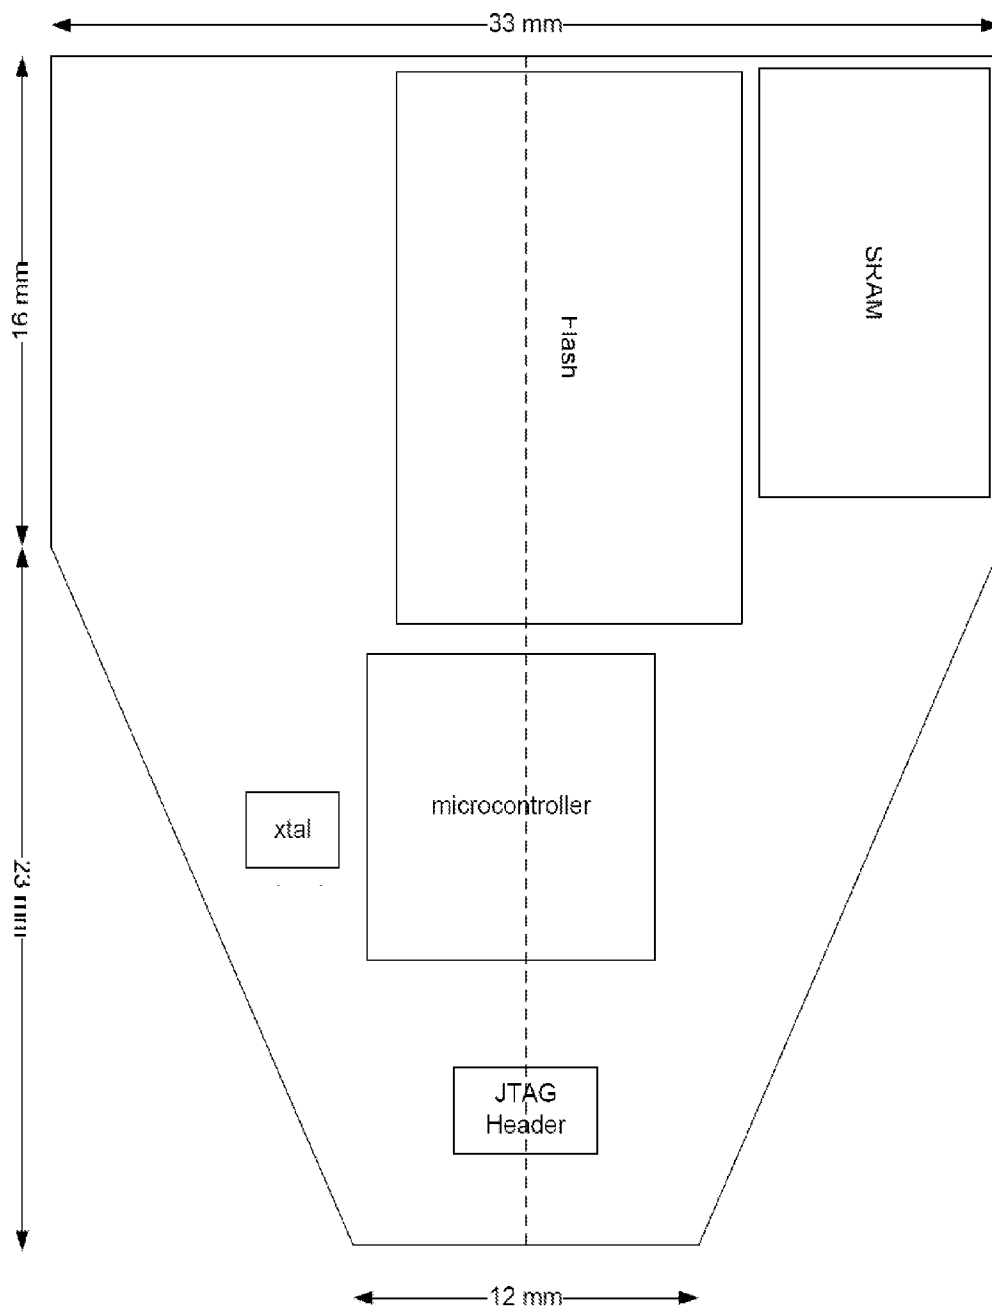 33 mm
16 mm
SRAM
Flash
microcontroller
xtal
23 mm
JTAG
Header
12 mm